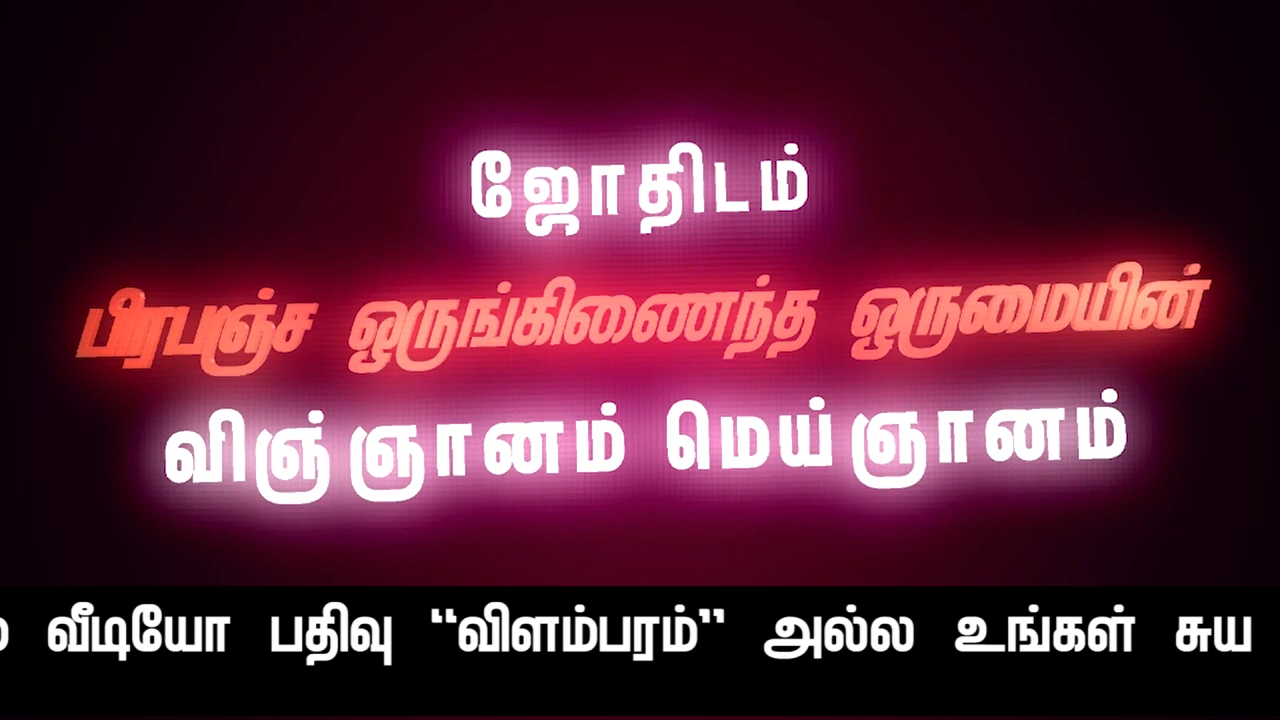 ஜோதிடம்
பிரபஞ்ச ஒருங்கிணைந்த ஒருமையின்
விஞ்ஞானம் மெய்ஞானம்
வீடியோ பதிவு “விளம்பரம்” அல்ல உங்கள் சுய